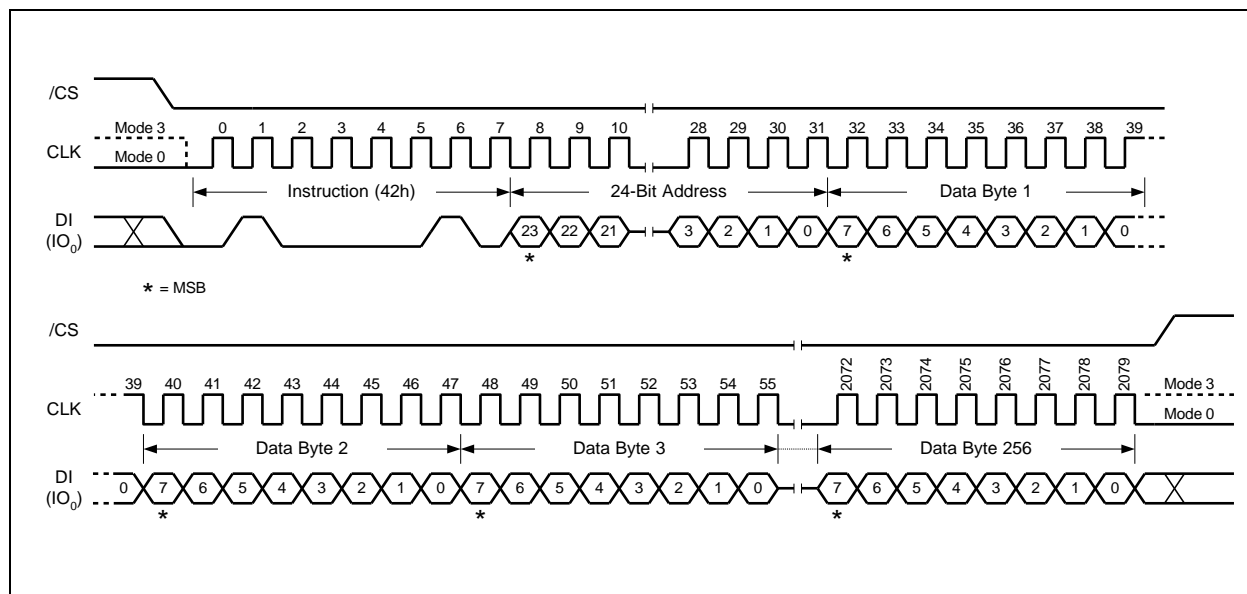 /CS
Mode 3 0 1 2 3 4 5 6 7 8 9 10 28 29 30 31 32 33 34 35 36 37 38 39
CLK
Mode 0
Instruction (42h) 24-Bit Address Data Byte 1
DI
(IO0)
23 22 21 3 2 1 0 7 6 5 4 3 2 1 0
* *
* = MSB
/CS
39 40 41 42 43 44 45 46 47 48 49 50 51 52 53 54 55 2072 2073 2074 2075 2076 2077 2078 2079 Mode 3
CLK
Mode 0
Data Byte 2 Data Byte 3 Data Byte 256
DI
(IO0)
0 7 6 5 4 3 2 1 0 7 6 5 4 3 2 1 0 7 6 5 4 3 2 1 0
* * *